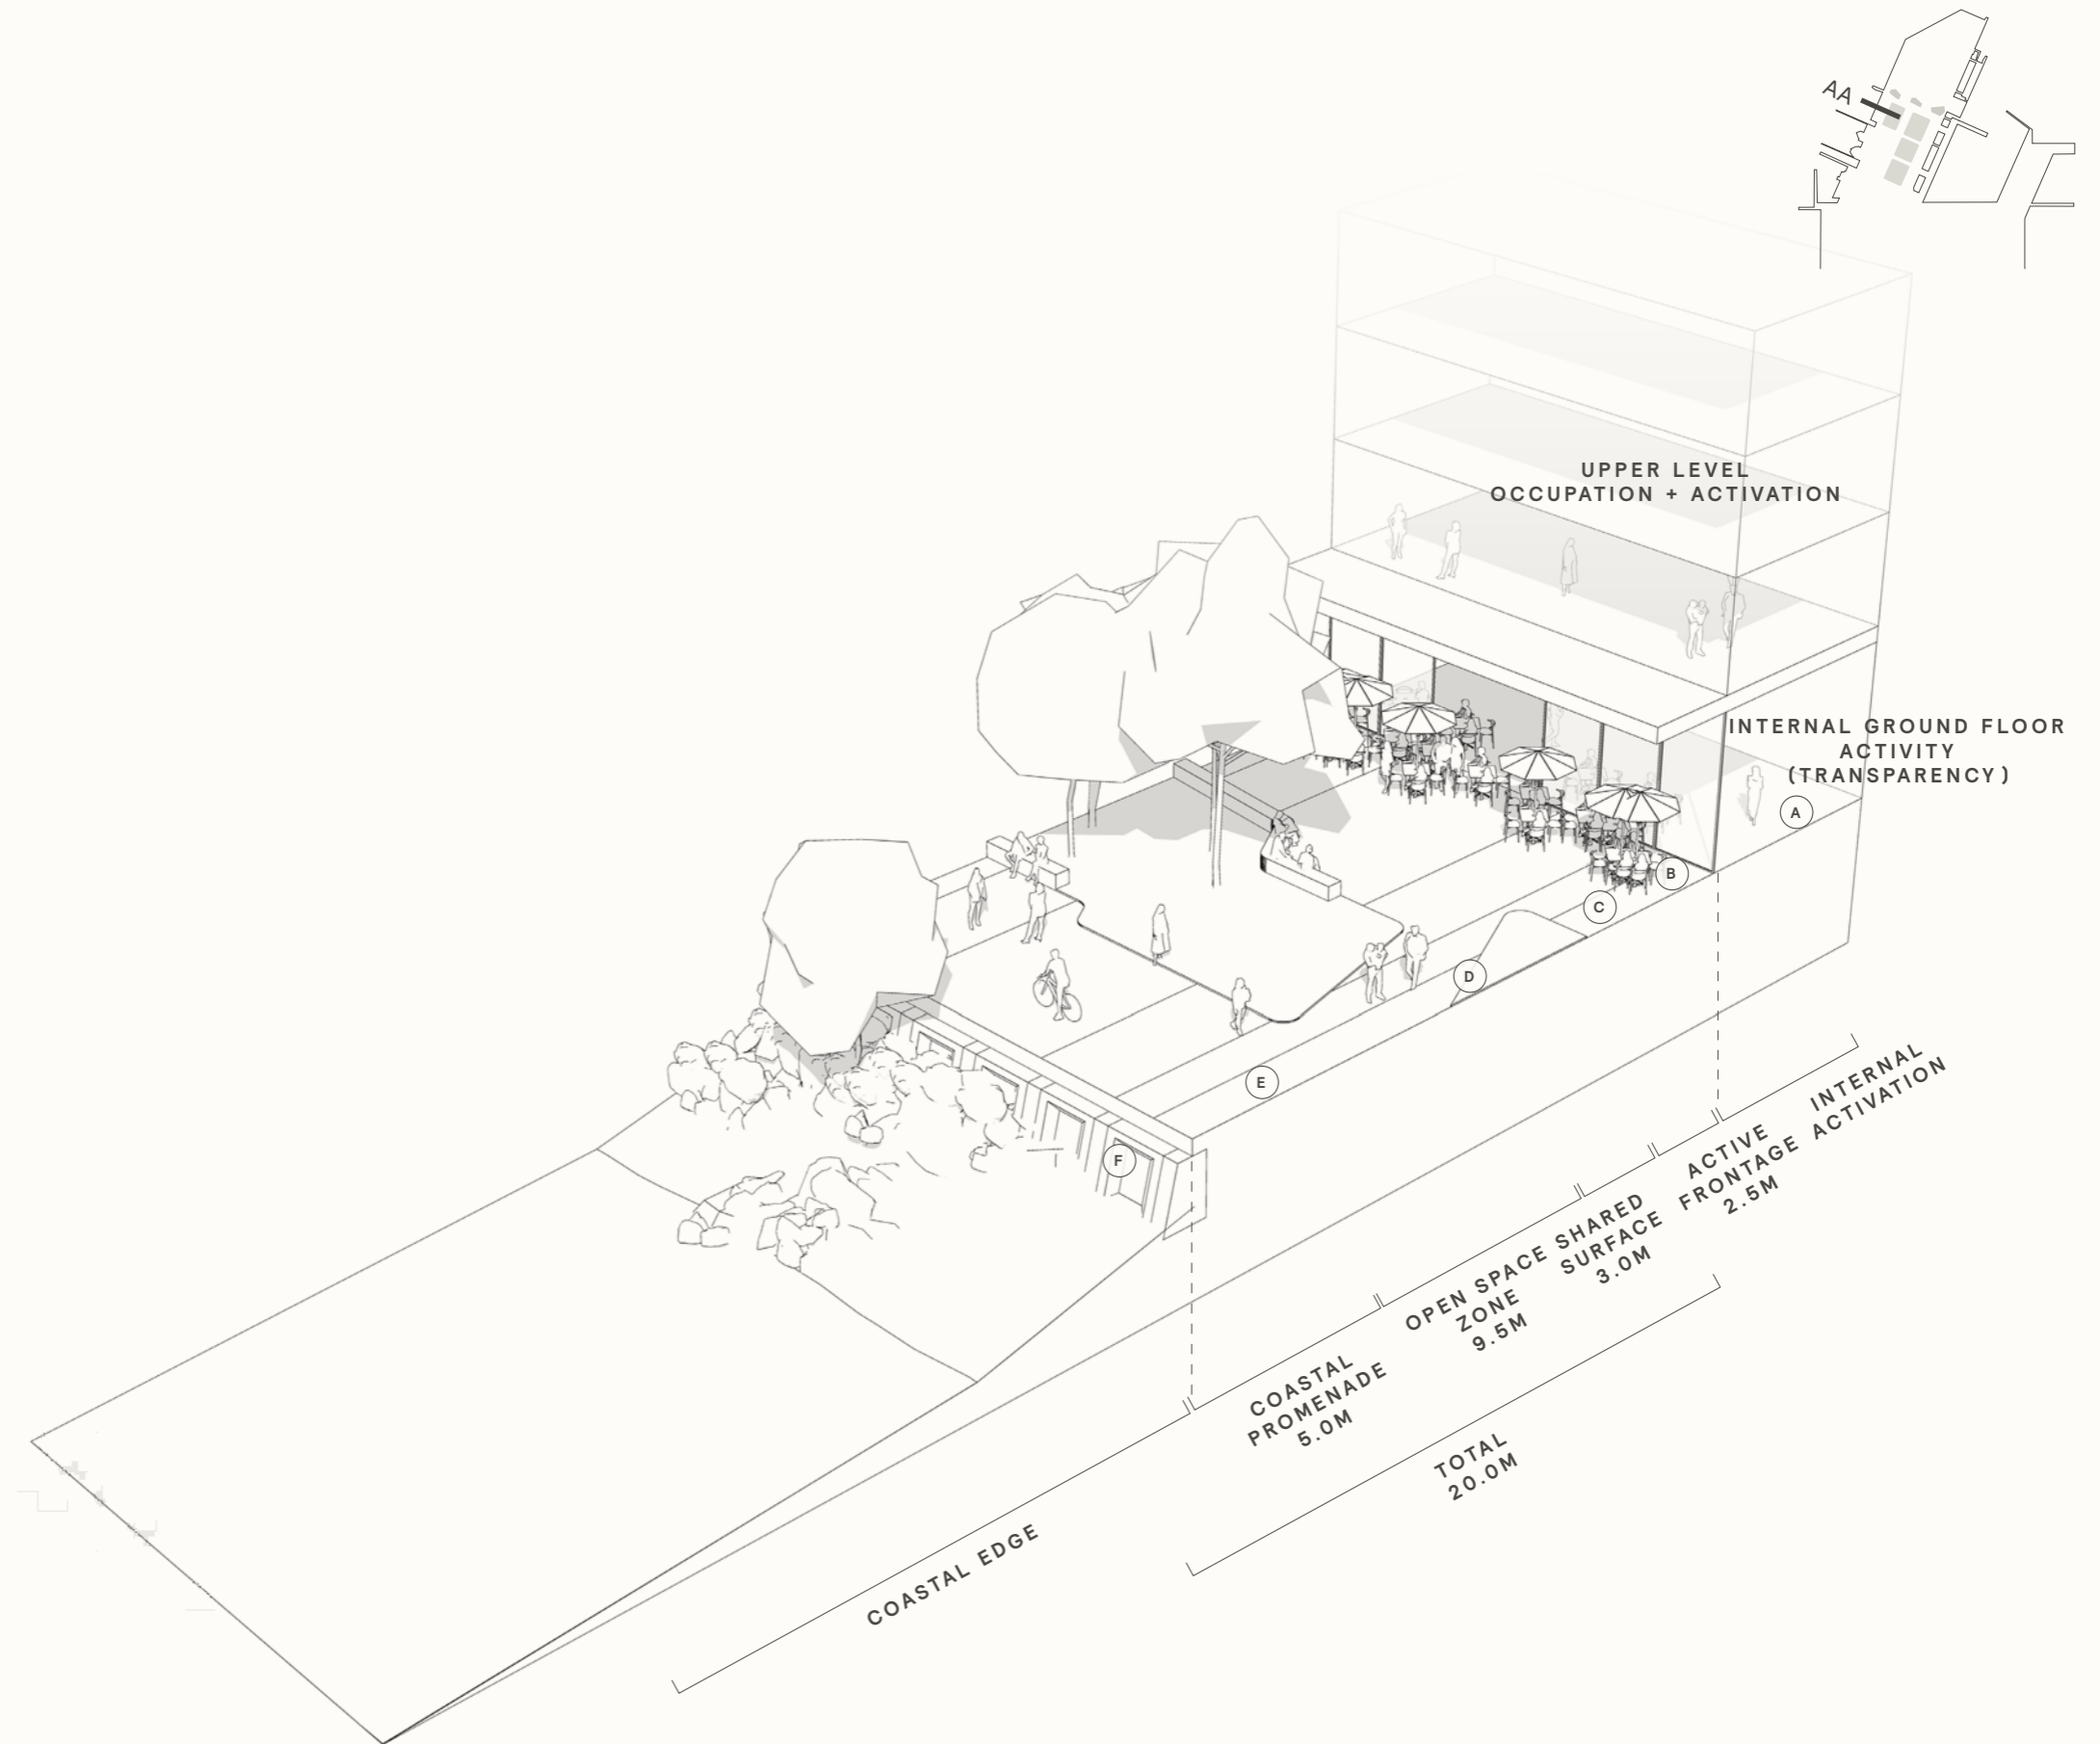 AA
UPPER LEVEL
OCCUPATION + ACTIVATION
INTERNAL GROUND FLOOR
ACTIVITY
(TRANSPARENCY)
A
B
C
D
E
F
INTERNAL
ACTIVATION
ACTIVE
FRONTAGE
2.5M
SHARED
SURFACE
3.0M
OPEN SPACE
ZONE
9.5M
COASTAL
PROMENADE
5.0M
TOTAL
20.0M
COASTAL EDGE